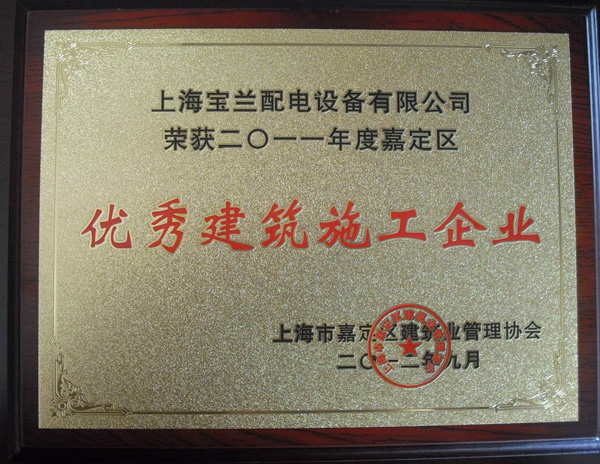 上海宝兰配电设备有限公司
荣获二〇一一年度嘉定区
优秀建筑施工企业
上海市嘉定区建筑业管理协会
二〇一二年九月